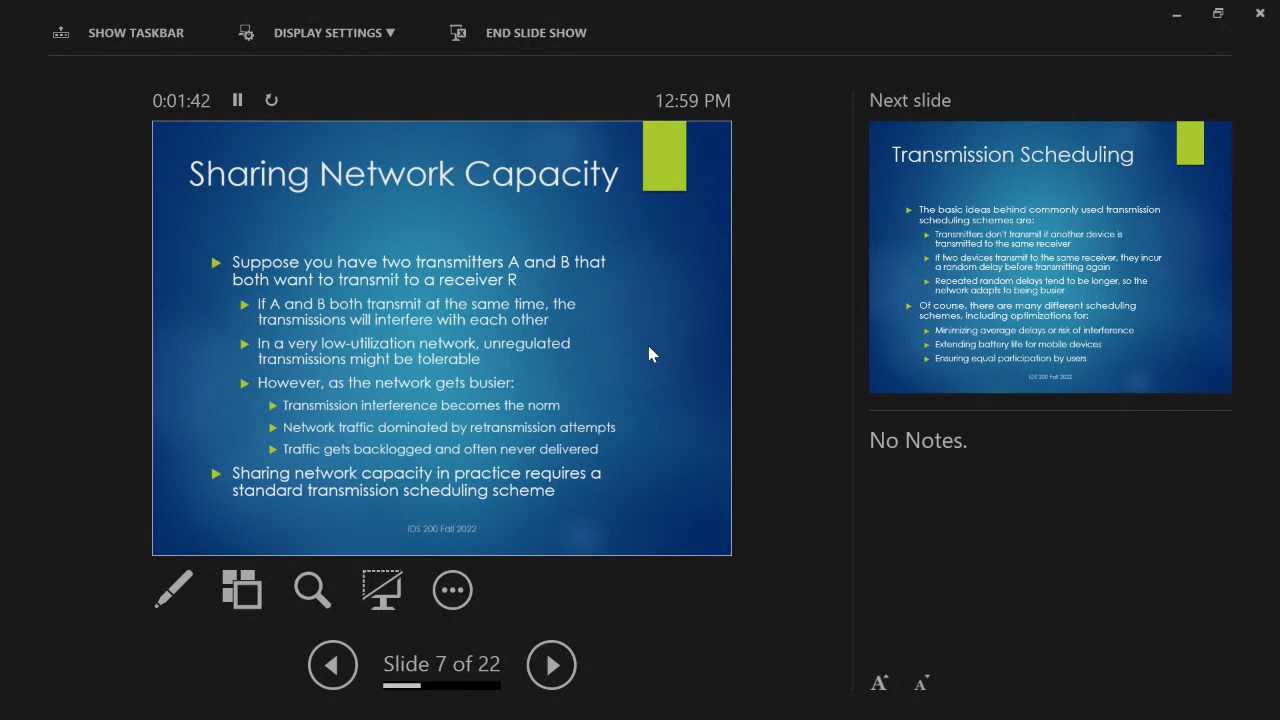 SHOW TASKBAR
DISPLAY SETTINGS ▼
END SLIDE SHOW
0:01:42
12:59 PM
Sharing Network Capacity
Suppose you have two transmitters A and B that
both want to transmit to a receiver R
If A and B both transmit at the same time, the
transmissions will interfere with each other
In a very low-utilization network, unregulated
transmissions might be tolerable
However, as the network gets busier:
Transmission interference becomes the norm
Network traffic dominated by retransmission attempts
Traffic gets backlogged and often never delivered
Sharing network capacity in practice requires a
standard transmission scheduling scheme
IDS 200 Fall 2022
Slide 7 of 22
Next slide
Transmission Scheduling
The basic ideas behind commonly used transmission
scheduling schemes are:
Transmitters don't transmit if another device is
transmitted to the same receiver
If two devices transmit to the same receiver, they incur
a random delay before transmitting again
Repeated random delays tend to be longer, so the
network adapts to being busier
Of course, there are many different scheduling
schemes, including optimizations for:
Minimizing average delays or risk of interference
Extending battery life for mobile devices
Ensuring equal participation by users
IDS 200 Fall 2022
No Notes.
A A